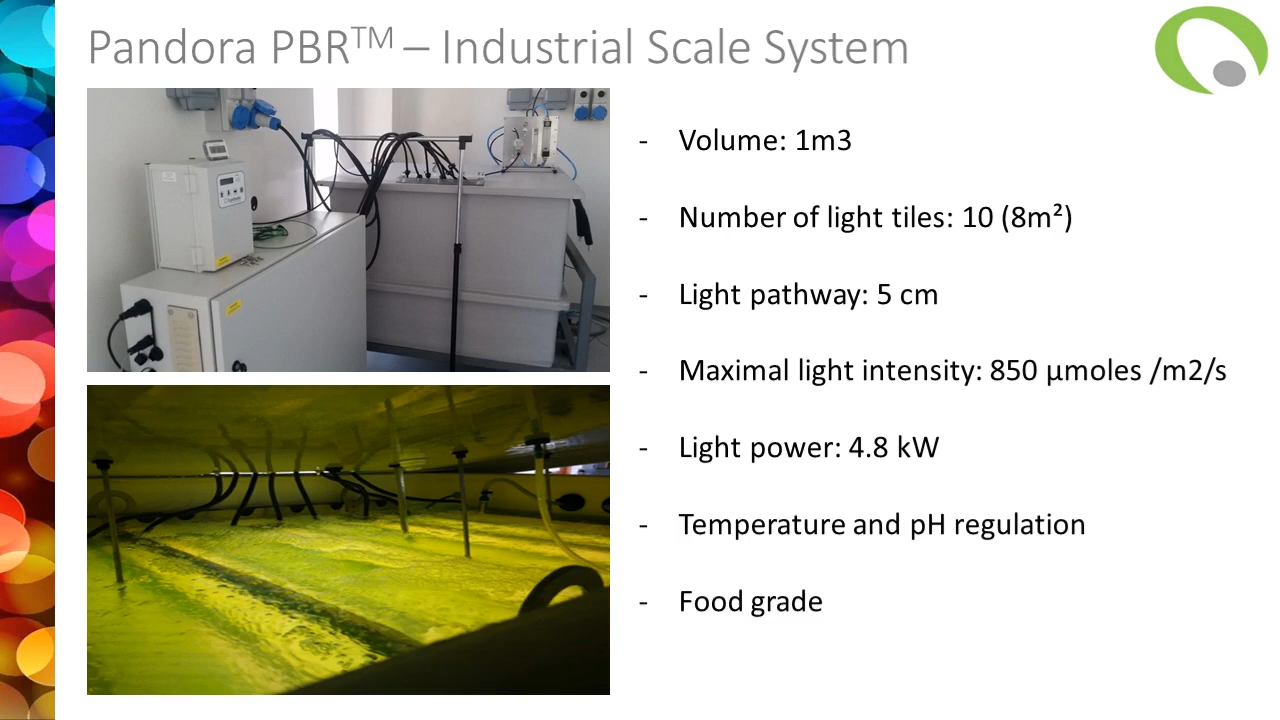 Pandora PBR™ – Industrial Scale System
- Volume: 1m3
- Number of light tiles: 10 (8m²)
- Light pathway: 5 cm
- Maximal light intensity: 850 µmoles /m2/s
- Light power: 4.8 kW
- Temperature and pH regulation
- Food grade